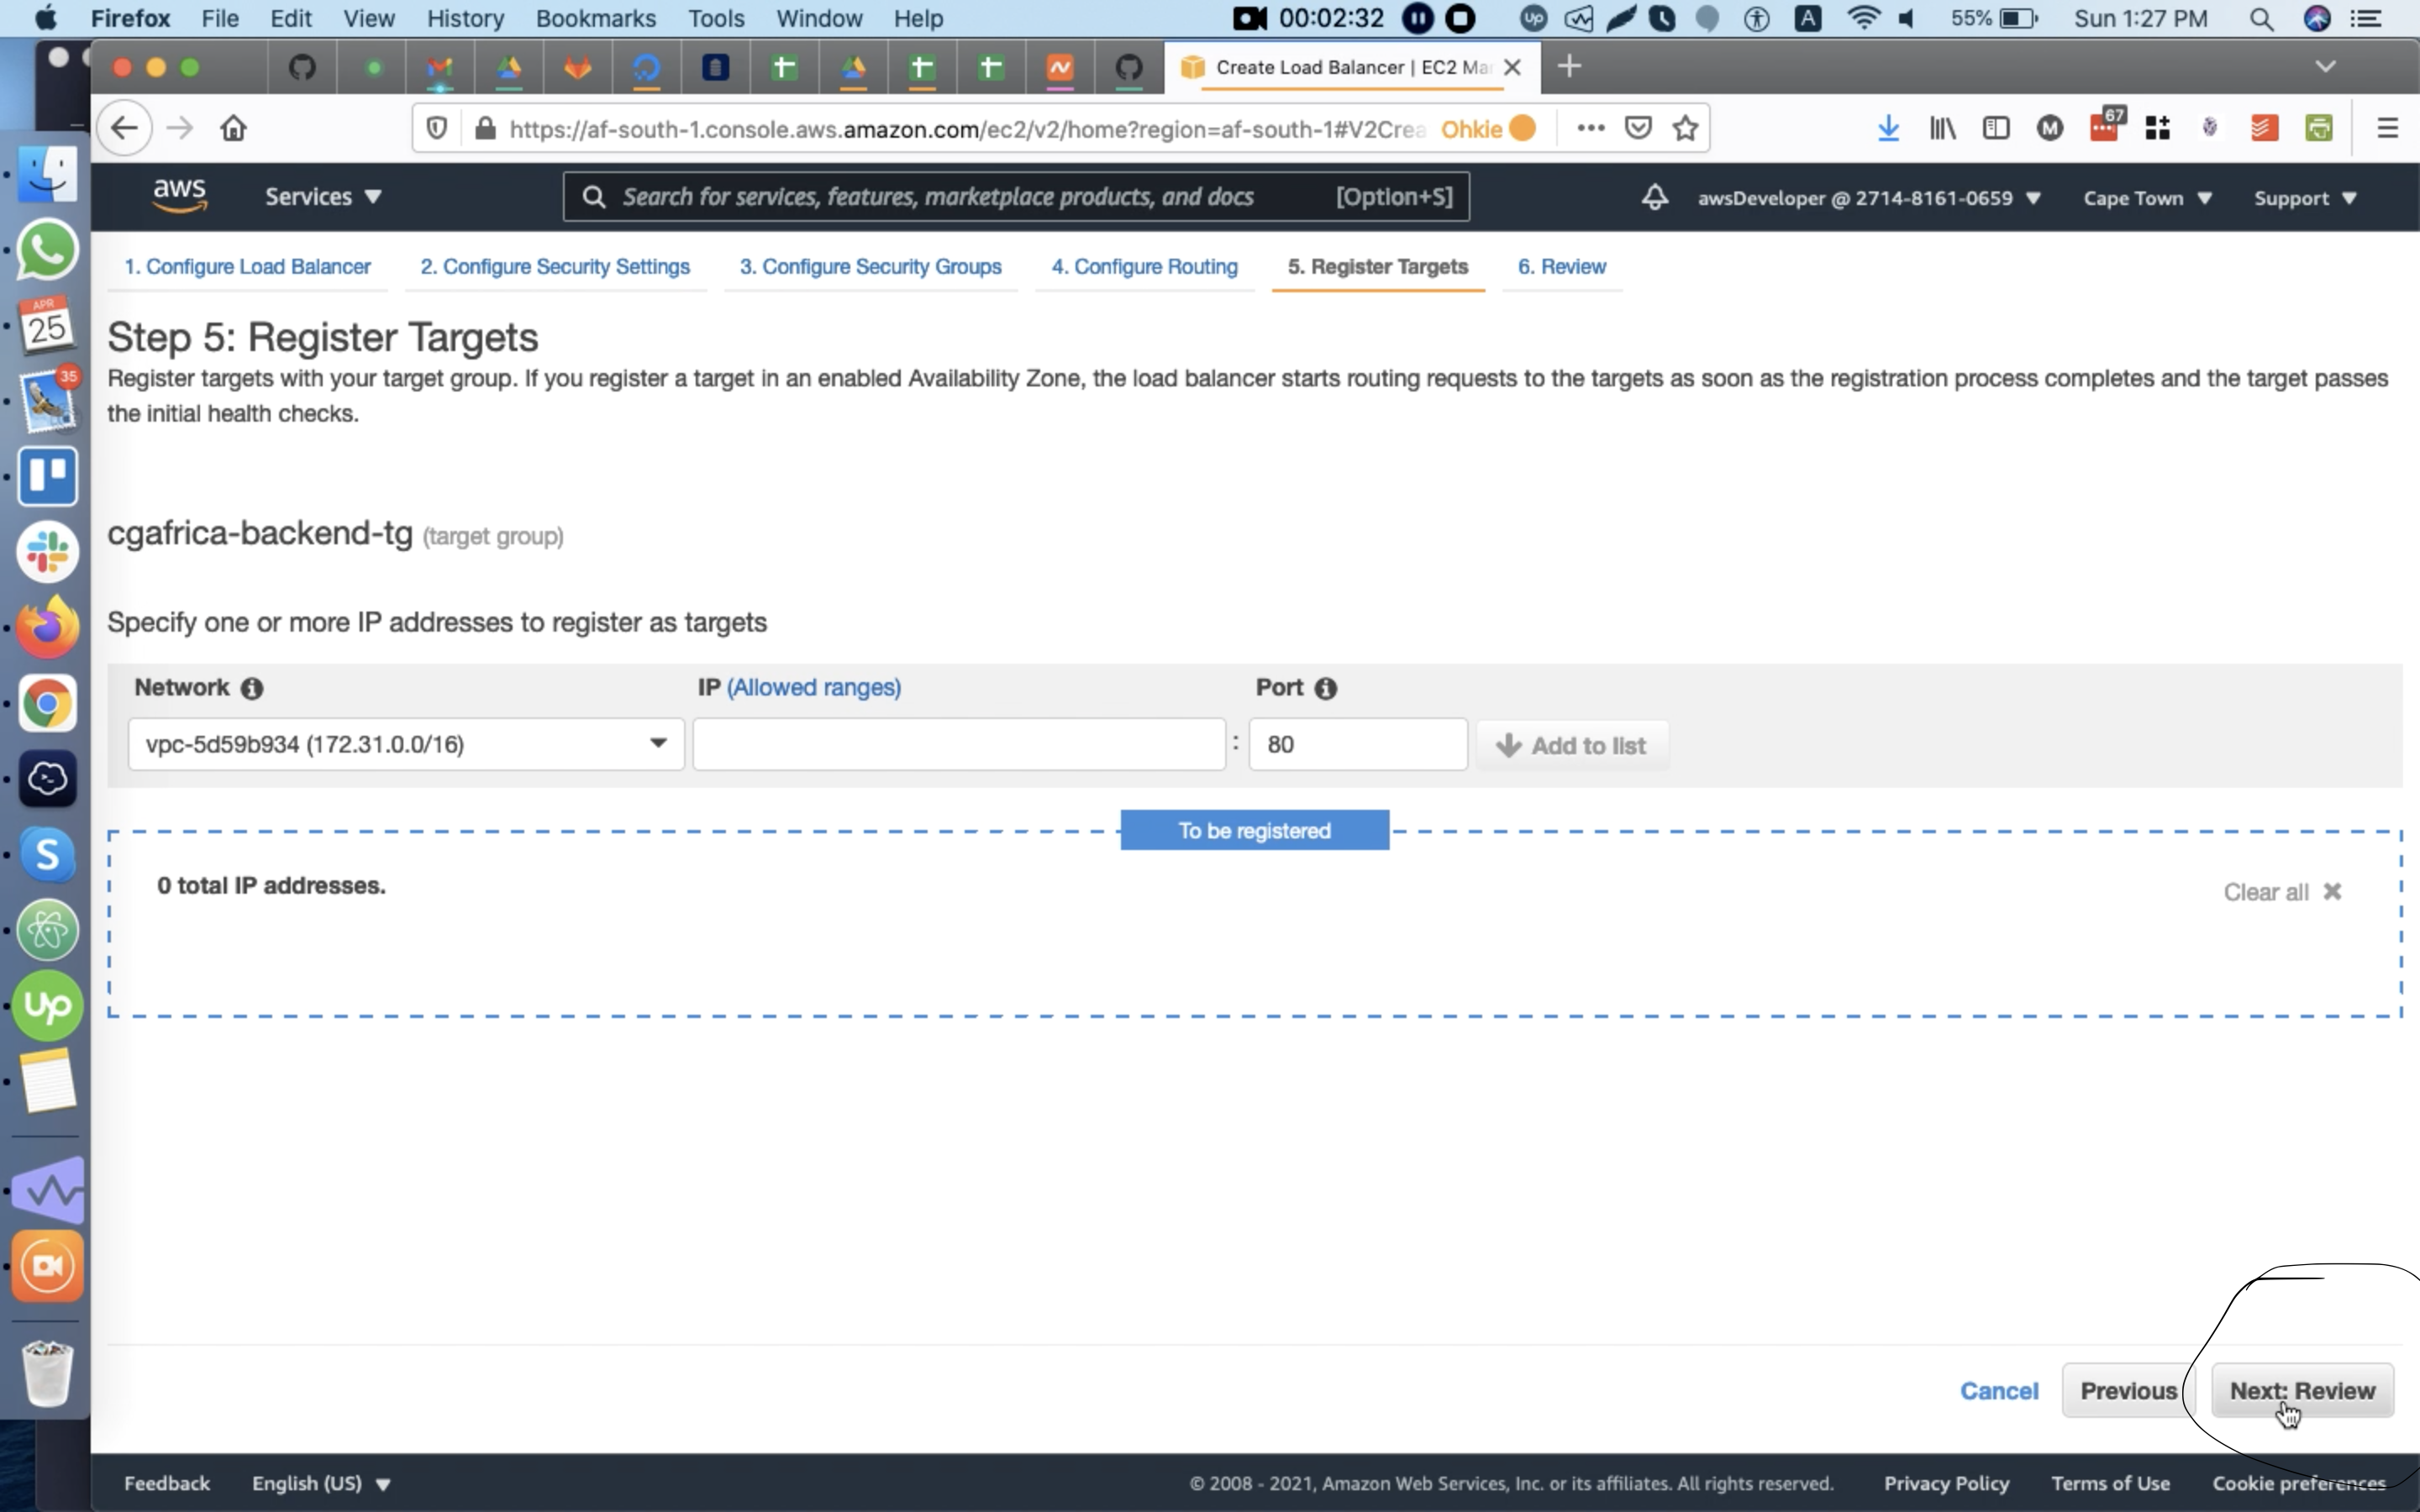 Firefox File Edit View History Bookmarks Tools Window Help 00:02:32 Up A 55% Sun 1:27 PM
Create Load Balancer | EC2 Ma
https://af-south-1.console.aws.amazon.com/ec2/v2/home?region=af-south-1#V2Crea Ohkie M 67
aws Services Search for services, features, marketplace products, and docs [Option+S] awsDeveloper @ 2714-8161-0659 Cape Town Support
1. Configure Load Balancer 2. Configure Security Settings 3. Configure Security Groups 4. Configure Routing 5. Register Targets 6. Review
APR
25
35
Step 5: Register Targets
Register targets with your target group. If you register a target in an enabled Availability Zone, the load balancer starts routing requests to the targets as soon as the registration process completes and the target passes
the initial health checks.
cgafrica-backend-tg (target group)
Specify one or more IP addresses to register as targets
Network IP (Allowed ranges) Port
vpc-5d59b934 (172.31.0.0/16) : 80 Add to list
To be registered
S
0 total IP addresses.
Clear all
up
Cancel Previous Next: Review
Feedback English (US) © 2008 - 2021, Amazon Web Services, Inc. or its affiliates. All rights reserved. Privacy Policy Terms of Use Cookie preferences